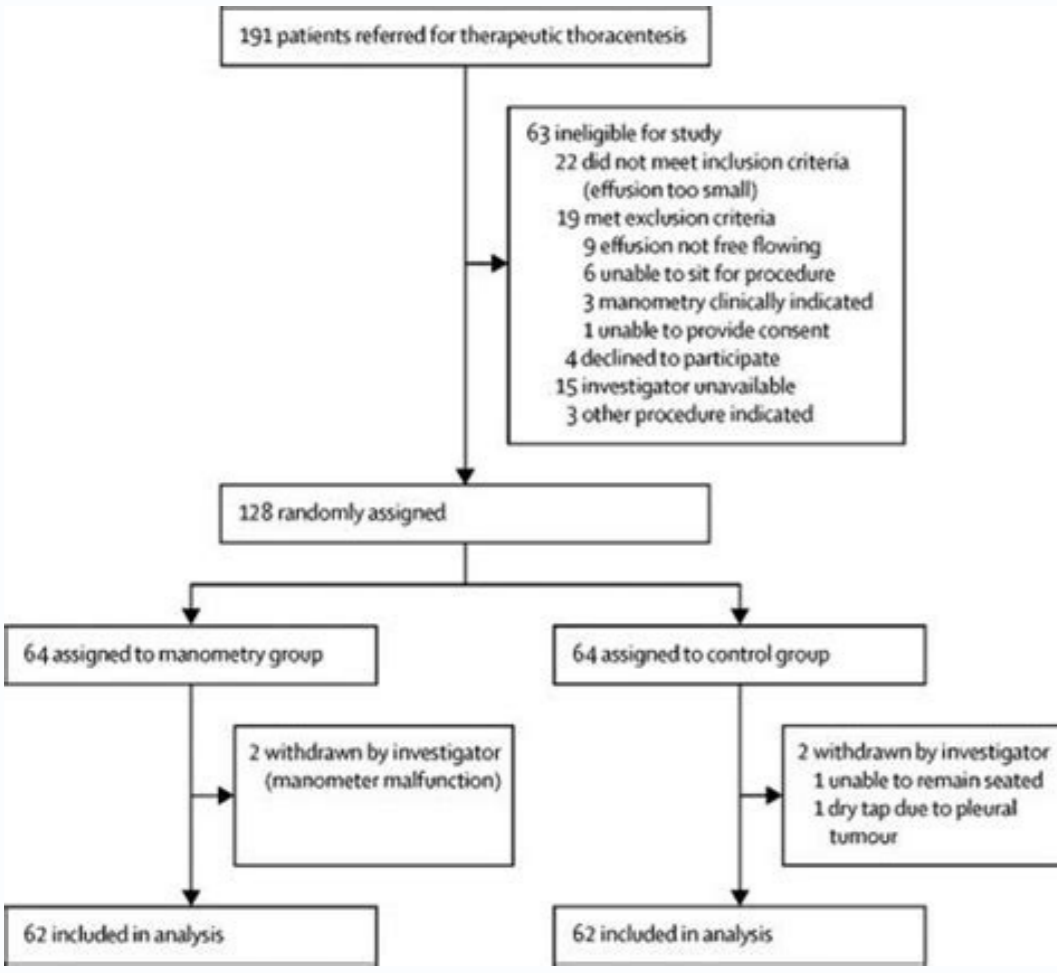 191 patients referred for therapeutic thoracentesis
63 ineligible for study
22 did not meet inclusion criteria
(effusion too small)
19 met exclusion criteria
9 effusion not free flowing
6 unable to sit for procedure
3 manometry clinically indicated
1 unable to provide consent
4 declined to participate
15 investigator unavailable
3 other procedure indicated
128 randomly assigned
64 assigned to manometry group
64 assigned to control group
2 withdrawn by investigator
(manometer malfunction)
2 withdrawn by investigator
1 unable to remain seated
1 dry tap due to pleural
tumour
62 included in analysis
62 included in analysis